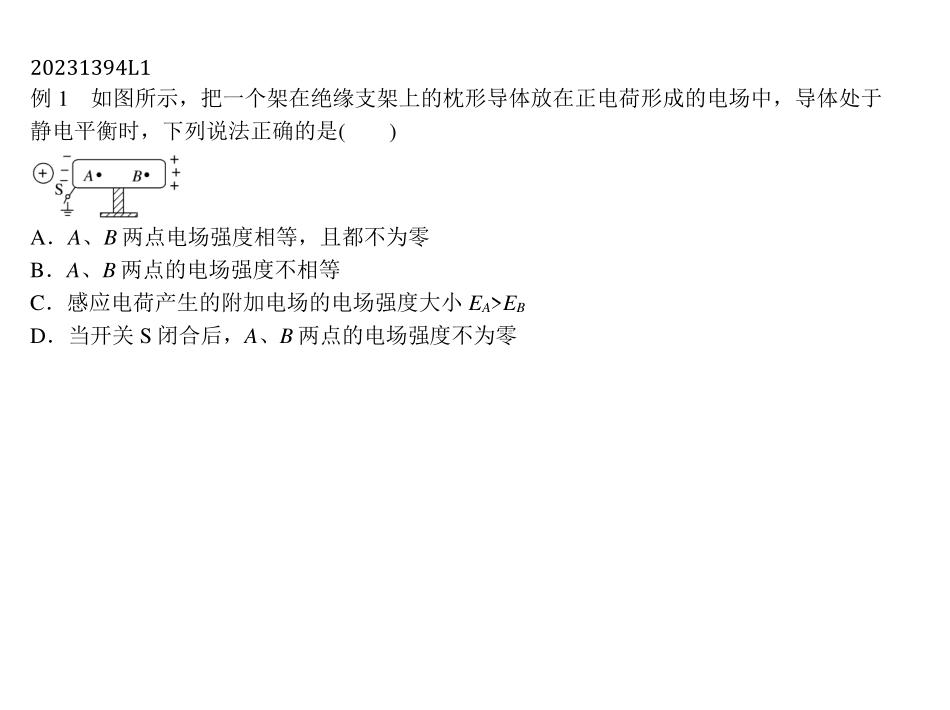 20231394L1
例 1　如图所示，把一个架在绝缘支架上的枕形导体放在正电荷形成的电场中，导体处于
静电平衡时，下列说法正确的是(　　)
+ − − − S A• B• + + +
A．A、B 两点电场强度相等，且都不为零
B．A、B 两点的电场强度不相等
C．感应电荷产生的附加电场的电场强度大小 EA>EB
D．当开关 S 闭合后，A、B 两点的电场强度不为零